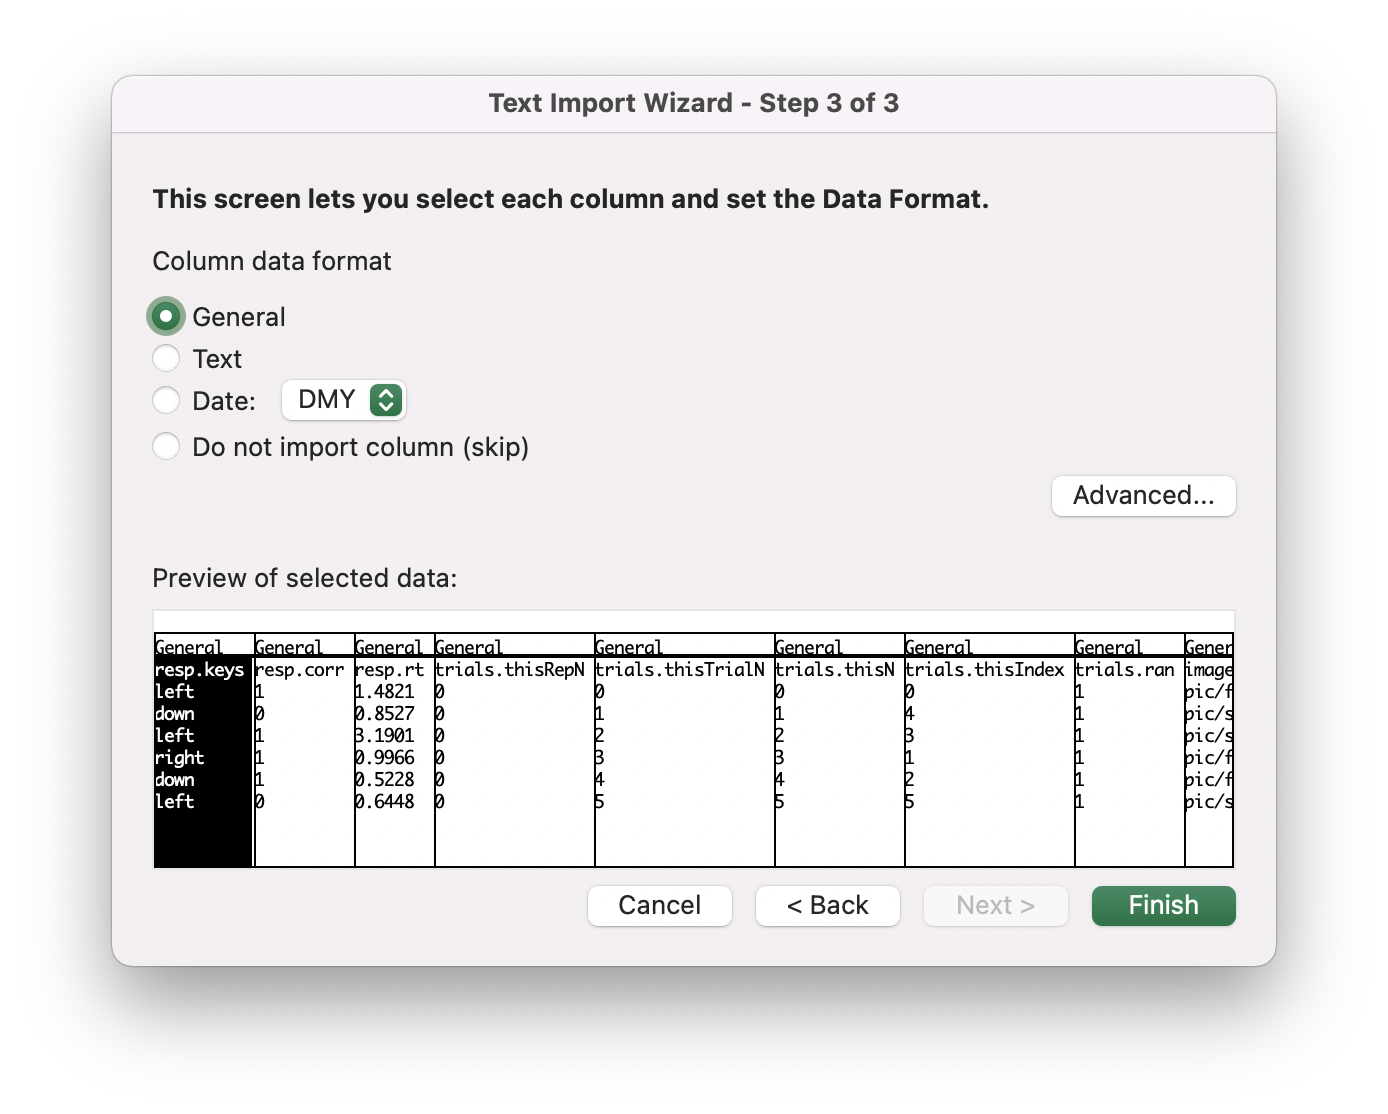 Text Import Wizard - Step 3 of 3
This screen lets you select each column and set the Data Format.
Column data format
General
Text
Date: DMY
Do not import column (skip)
Advanced...
Preview of selected data:
General General General General General General General General Gener
resp.keys resp.corr resp.rt trials.thisRepN trials.thisTrialN trials.thisN trials.thisIndex trials.ran image
left 1 1.4821 0 0 0 0 1 pic/f
down 0 0.8527 0 1 1 4 1 pic/s
left 1 3.1901 0 2 2 3 1 pic/s
right 1 0.9966 0 3 3 1 1 pic/f
down 1 0.5228 0 4 4 2 1 pic/f
left 0 0.6448 0 5 5 5 1 pic/s
Cancel < Back Next > Finish